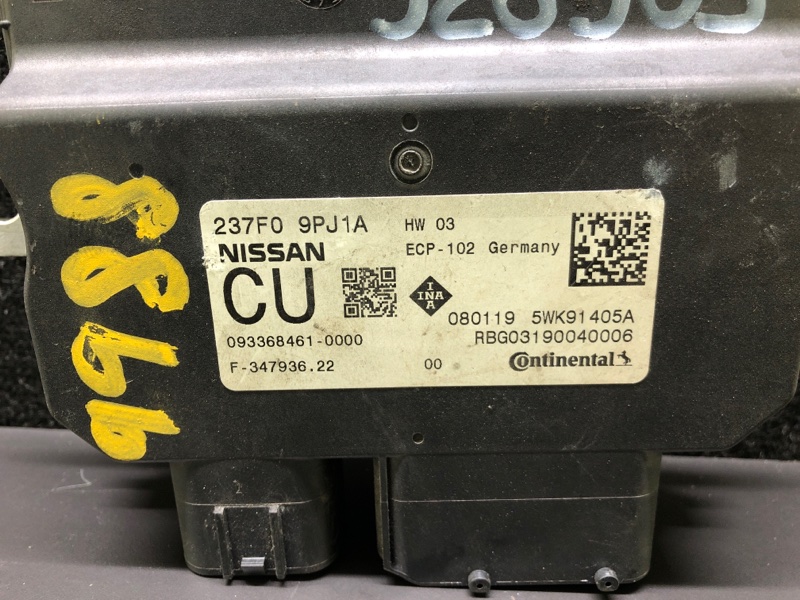 237F0 9PJ1A HW 03
NISSAN ECP-102 Germany
CU
INA
080119 5WK91405A
093368461-0000 RBG03190040006
F-347936.22 00 Continental